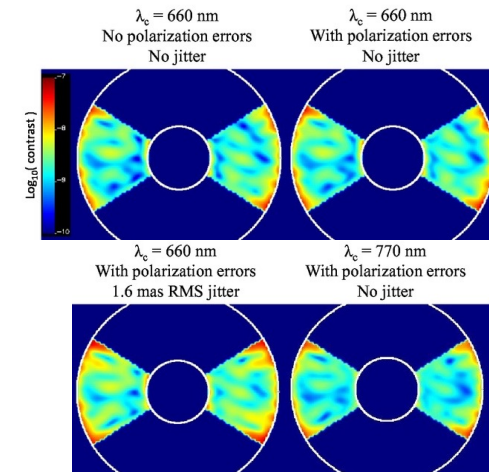 λc = 660 nm
No polarization errors
No jitter
λc = 660 nm
With polarization errors
No jitter
Log10( contrast )
-7
-8
-9
-10
λc = 660 nm
With polarization errors
1.6 mas RMS jitter
λc = 770 nm
With polarization errors
No jitter